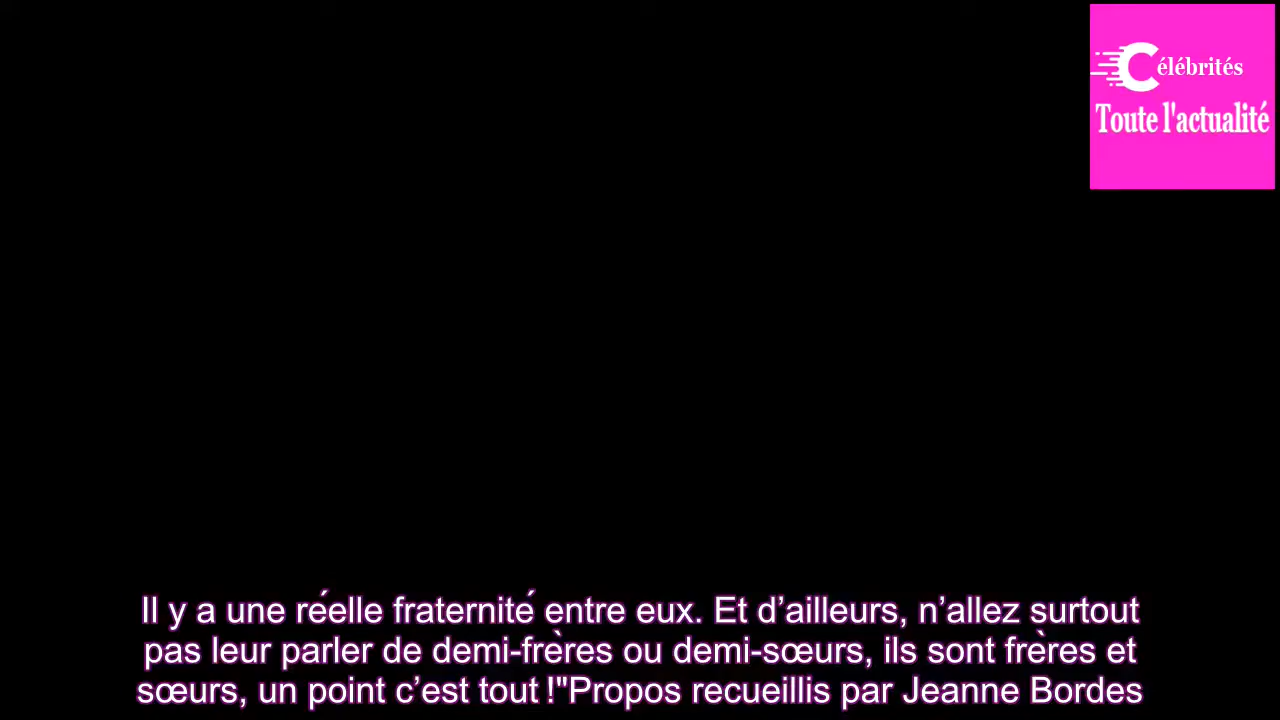 Célébrités
Toute l'actualité
Il y a une réelle fraternité entre eux. Et d’ailleurs, n’allez surtout
pas leur parler de demi-frères ou demi-sœurs, ils sont frères et
sœurs, un point c’est tout !"Propos recueillis par Jeanne Bordes